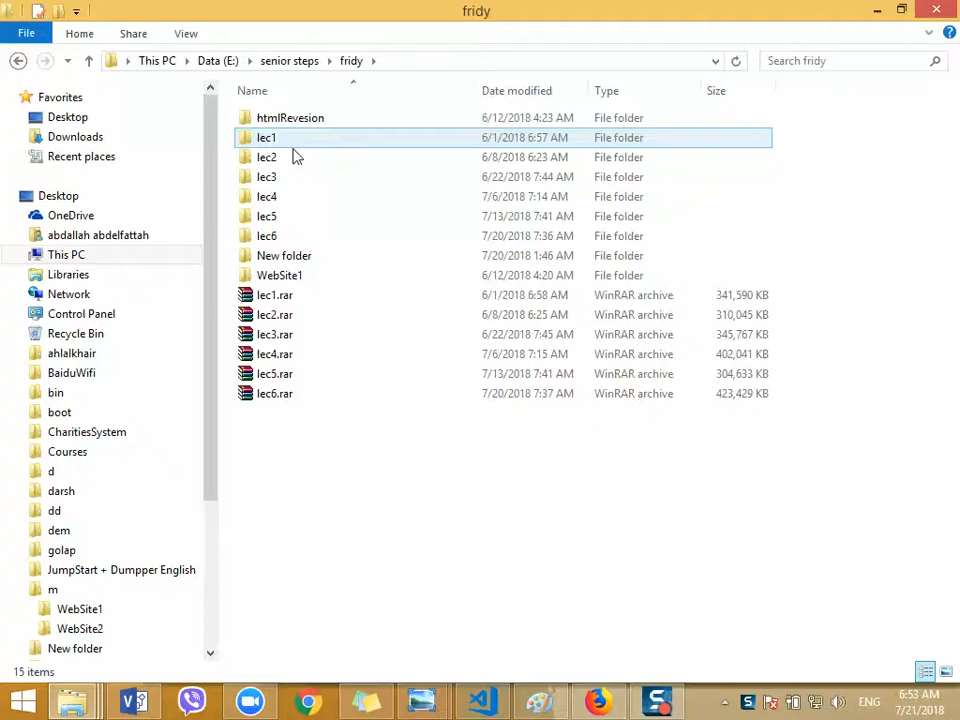 fridy
File Home Share View
This PC Data (E:) senior steps fridy
Search fridy
Name Date modified Type Size
Favorites
Desktop
Downloads
Recent places
Desktop
OneDrive
abdallah abdelfattah
This PC
Libraries
Network
Control Panel
Recycle Bin
ahlalkhair
BaiduWifi
bin
boot
CharitiesSystem
Courses
d
darsh
dd
dem
golap
JumpStart + Dumpper English
m
WebSite1
WebSite2
New folder
htmlRevesion 6/12/2018 4:23 AM File folder
lec1 6/1/2018 6:57 AM File folder
lec2 6/8/2018 6:23 AM File folder
lec3 6/22/2018 7:44 AM File folder
lec4 7/6/2018 7:14 AM File folder
lec5 7/13/2018 7:41 AM File folder
lec6 7/20/2018 7:36 AM File folder
New folder 7/20/2018 1:46 AM File folder
WebSite1 6/12/2018 4:20 AM File folder
lec1.rar 6/1/2018 6:58 AM WinRAR archive 341,590 KB
lec2.rar 6/8/2018 6:25 AM WinRAR archive 310,045 KB
lec3.rar 6/22/2018 7:45 AM WinRAR archive 345,767 KB
lec4.rar 7/6/2018 7:15 AM WinRAR archive 402,041 KB
lec5.rar 7/13/2018 7:41 AM WinRAR archive 304,633 KB
lec6.rar 7/20/2018 7:37 AM WinRAR archive 423,429 KB
15 items
ENG
6:53 AM
7/21/2018